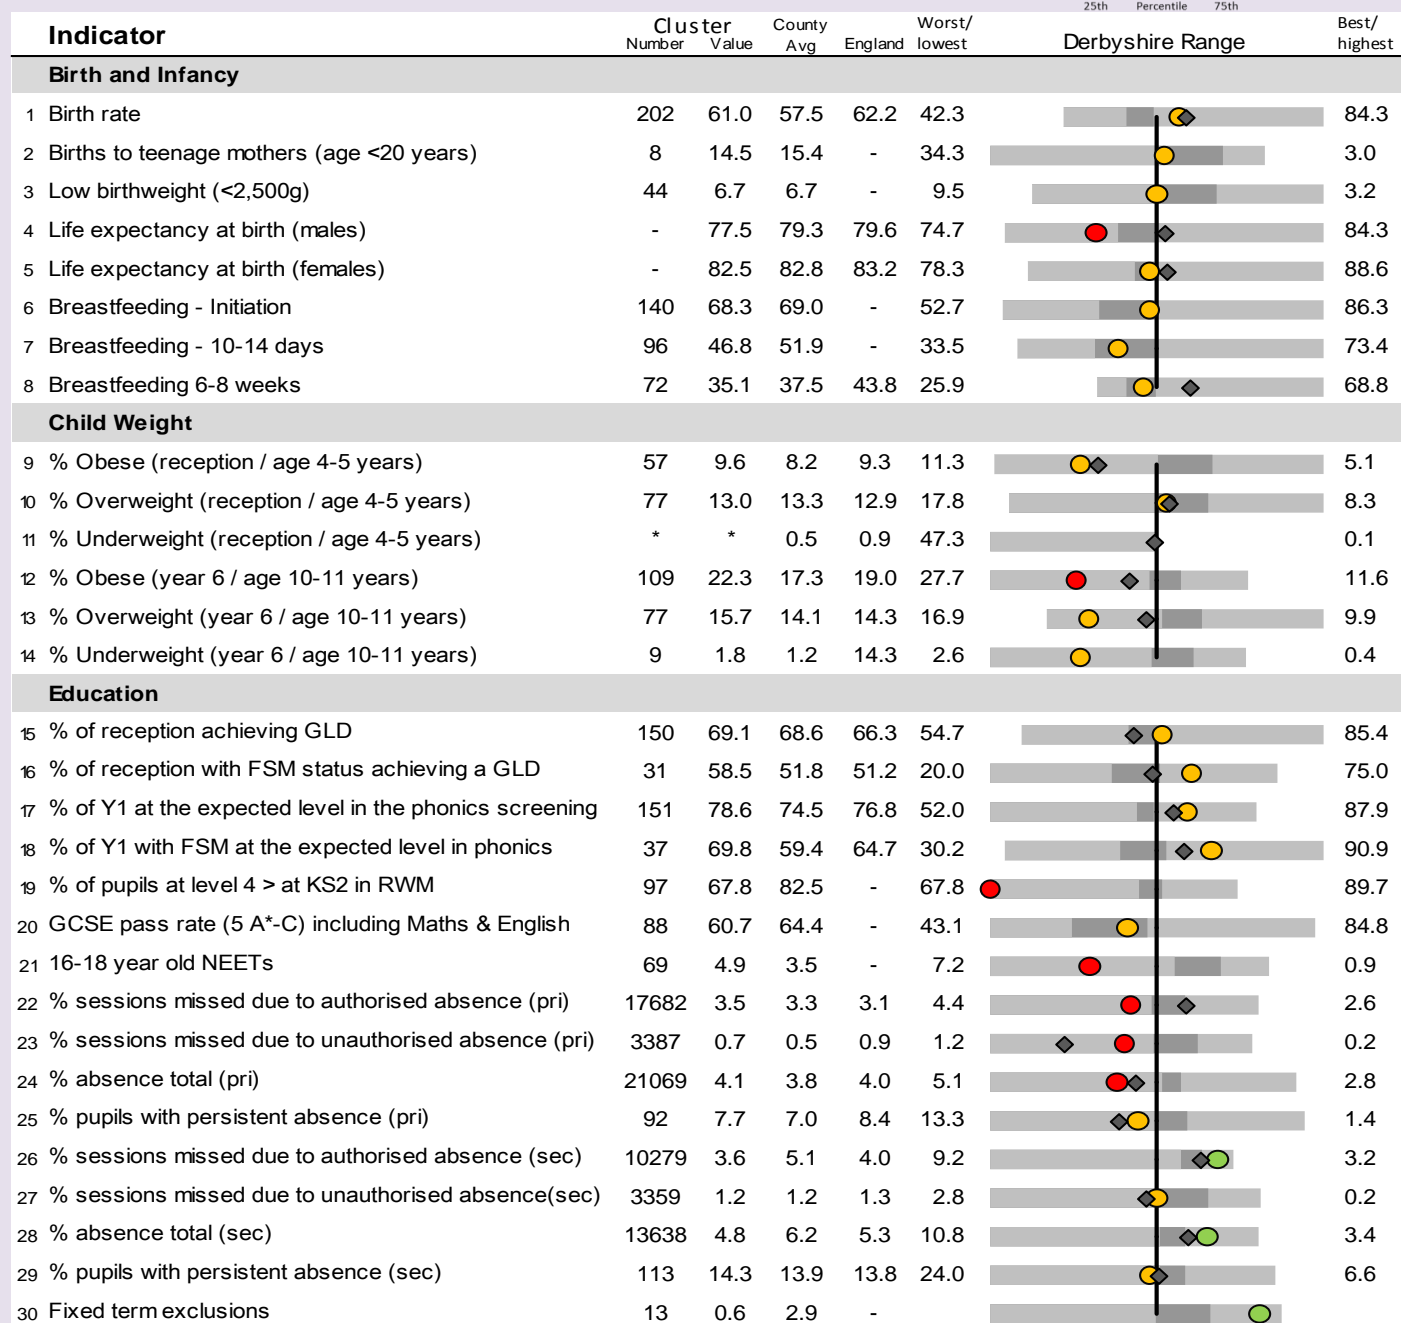 25th Percentile 75th
Indicator Cluster Number Value County Avg England Worst/ lowest Derbyshire Range Best/ highest
Birth and Infancy
1 Birth rate 202 61.0 57.5 62.2 42.3 84.3
2 Births to teenage mothers (age <20 years) 8 14.5 15.4 - 34.3 3.0
3 Low birthweight (<2,500g) 44 6.7 6.7 - 9.5 3.2
4 Life expectancy at birth (males) - 77.5 79.3 79.6 74.7 84.3
5 Life expectancy at birth (females) - 82.5 82.8 83.2 78.3 88.6
6 Breastfeeding - Initiation 140 68.3 69.0 - 52.7 86.3
7 Breastfeeding - 10-14 days 96 46.8 51.9 - 33.5 73.4
8 Breastfeeding 6-8 weeks 72 35.1 37.5 43.8 25.9 68.8
Child Weight
9 % Obese (reception / age 4-5 years) 57 9.6 8.2 9.3 11.3 5.1
10 % Overweight (reception / age 4-5 years) 77 13.0 13.3 12.9 17.8 8.3
11 % Underweight (reception / age 4-5 years) * * 0.5 0.9 47.3 0.1
12 % Obese (year 6 / age 10-11 years) 109 22.3 17.3 19.0 27.7 11.6
13 % Overweight (year 6 / age 10-11 years) 77 15.7 14.1 14.3 16.9 9.9
14 % Underweight (year 6 / age 10-11 years) 9 1.8 1.2 14.3 2.6 0.4
Education
15 % of reception achieving GLD 150 69.1 68.6 66.3 54.7 85.4
16 % of reception with FSM status achieving a GLD 31 58.5 51.8 51.2 20.0 75.0
17 % of Y1 at the expected level in the phonics screening 151 78.6 74.5 76.8 52.0 87.9
18 % of Y1 with FSM at the expected level in phonics 37 69.8 59.4 64.7 30.2 90.9
19 % of pupils at level 4 > at KS2 in RWM 97 67.8 82.5 - 67.8 89.7
20 GCSE pass rate (5 A*-C) including Maths & English 88 60.7 64.4 - 43.1 84.8
21 16-18 year old NEETs 69 4.9 3.5 - 7.2 0.9
22 % sessions missed due to authorised absence (pri) 17682 3.5 3.3 3.1 4.4 2.6
23 % sessions missed due to unauthorised absence (pri) 3387 0.7 0.5 0.9 1.2 0.2
24 % absence total (pri) 21069 4.1 3.8 4.0 5.1 2.8
25 % pupils with persistent absence (pri) 92 7.7 7.0 8.4 13.3 1.4
26 % sessions missed due to authorised absence (sec) 10279 3.6 5.1 4.0 9.2 3.2
27 % sessions missed due to unauthorised absence(sec) 3359 1.2 1.2 1.3 2.8 0.2
28 % absence total (sec) 13638 4.8 6.2 5.3 10.8 3.4
29 % pupils with persistent absence (sec) 113 14.3 13.9 13.8 24.0 6.6
30 Fixed term exclusions 13 0.6 2.9 -